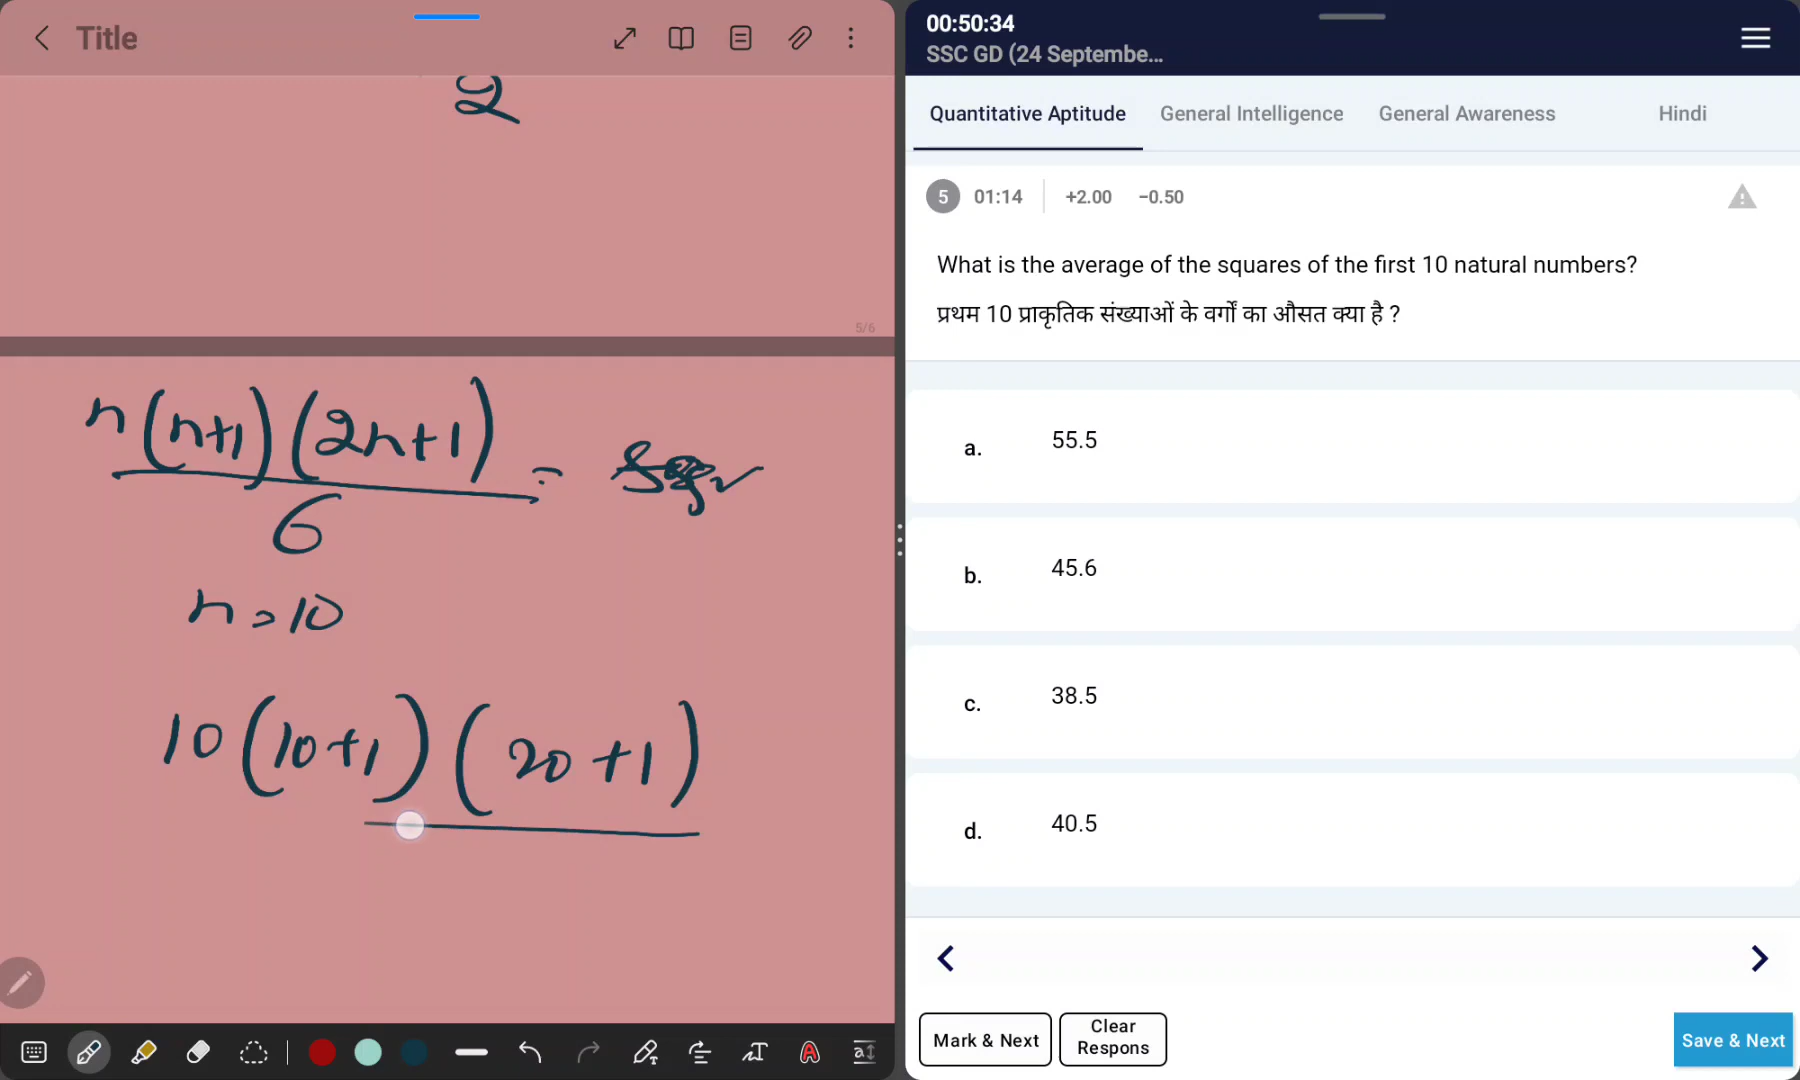 Title
2
5/6
n(n+1)(2n+1)
6
=
n = 10
10(10+1)(20+1)
00:50:34
SSC GD (24 Septembe...
Quantitative Aptitude
General Intelligence
General Awareness
Hindi
5
01:14
+2.00
−0.50
What is the average of the squares of the first 10 natural numbers?
प्रथम 10 प्राकृतिक संख्याओं के वर्गों का औसत क्या है ?
a. 55.5
b. 45.6
c. 38.5
d. 40.5
Mark & Next
Clear
Respons
Save & Next